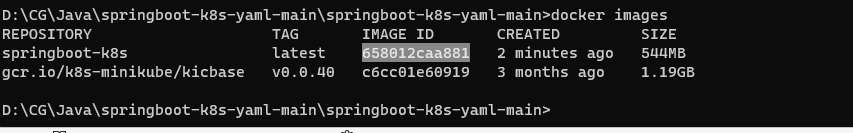 D:\CG\Java\springboot-k8s-yaml-main\springboot-k8s-yaml-main>docker images
REPOSITORY TAG IMAGE ID CREATED SIZE
springboot-k8s latest 658012caa881 2 minutes ago 544MB
gcr.io/k8s-minikube/kicbase v0.0.40 c6cc01e60919 3 months ago 1.19GB
D:\CG\Java\springboot-k8s-yaml-main\springboot-k8s-yaml-main>